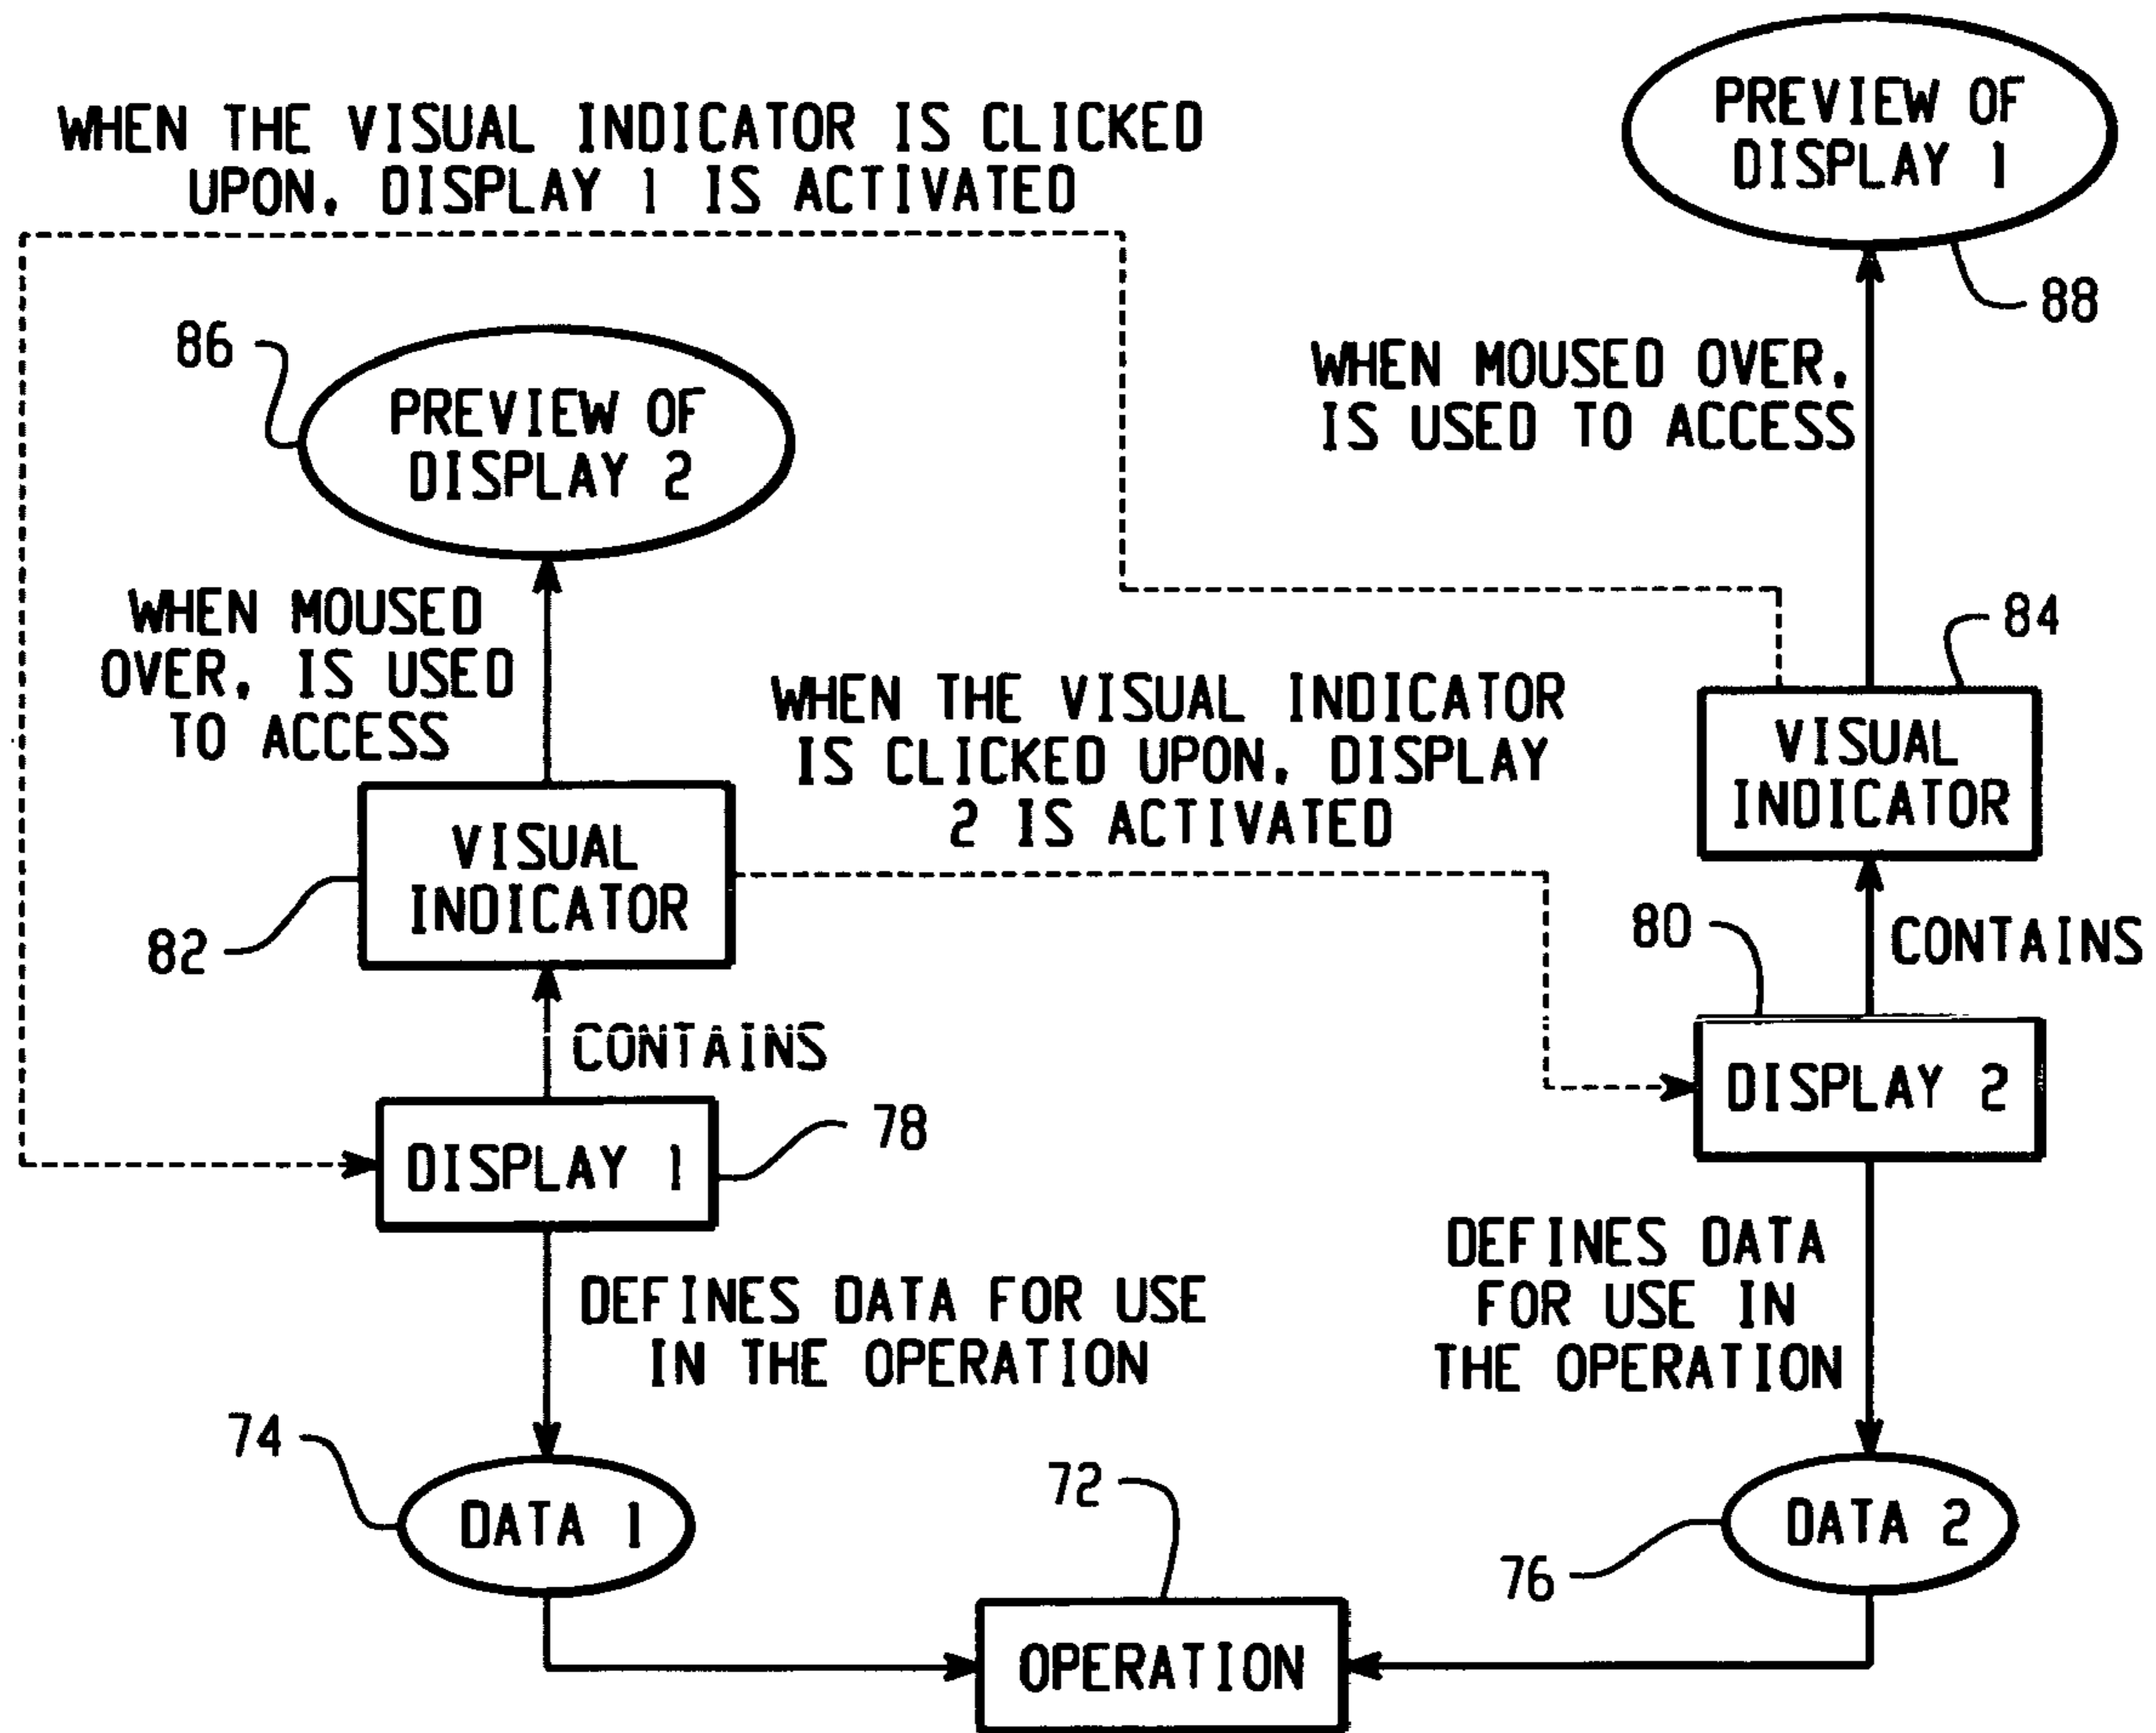 PREVIEW OF
DISPLAY 1
88
WHEN THE VISUAL INDICATOR IS CLICKED
UPON, DISPLAY 1 IS ACTIVATED
86
PREVIEW OF
DISPLAY 2
WHEN MOUSED OVER,
IS USED TO ACCESS
WHEN MOUSED
OVER, IS USED
TO ACCESS
84
VISUAL
INDICATOR
WHEN THE VISUAL INDICATOR
IS CLICKED UPON, DISPLAY
2 IS ACTIVATED
VISUAL
INDICATOR
82
80
CONTAINS
CONTAINS
DISPLAY 2
78
DISPLAY 1
DEFINES DATA
FOR USE IN
THE OPERATION
DEFINES DATA FOR USE
IN THE OPERATION
74
DATA 1
72
DATA 2
76
OPERATION